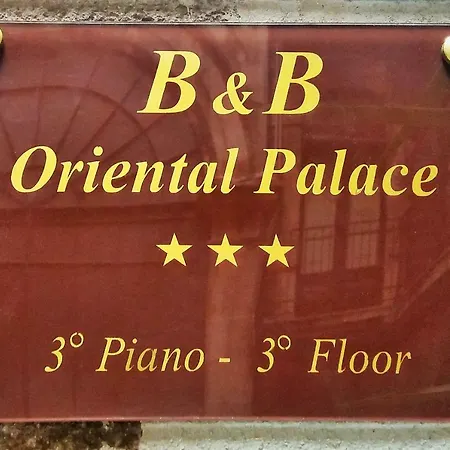 B & B
Oriental Palace
★★★
3° Piano - 3° Floor